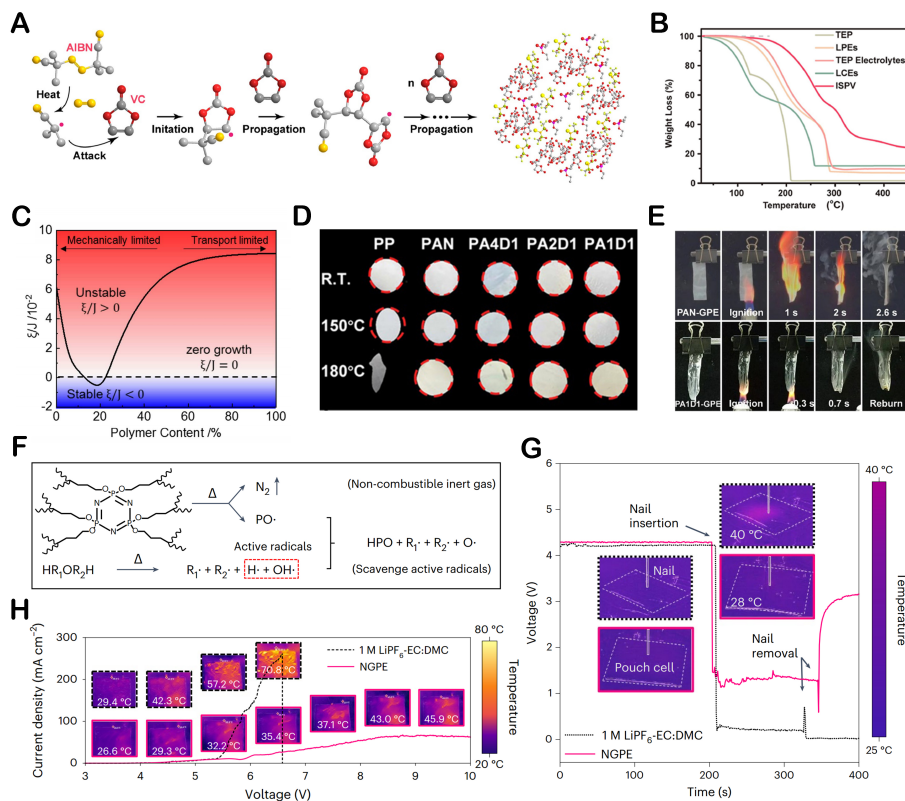 A
AIBN
Heat
VC
Attack
Initation
Propagation
n
Propagation
B
Weight Loss (%)
100
80
60
40
20
0
100
200
300
400
Temperature (°C)
TEP
LPEs
TEP Electrolytes
LCEs
ISPV
C
Mechanically limited
Transport limited
Unstable
ξ/J > 0
zero growth
ξ/J = 0
Stable ξ/J < 0
ξ/J /10⁻²
10
8
6
4
2
0
-2
0
20
40
60
80
100
Polymer Content /%
D
PP PAN PA4D1 PA2D1 PA1D1
R.T.
150°C
180°C
E
PAN-GPE Ignition 1 s 2 s 2.6 s
PA1D1-GPE Ignition 0.3 s 0.7 s Reburn
F
Δ
N₂
PO·
(Non-combustible inert gas)
Active radicals
HR₁OR₂H
Δ
R₁· + R₂· + H· + OH·
HPO + R₁· + R₂· + O·
(Scavenge active radicals)
G
Voltage (V)
6
5
4
3
2
1
0
0
100
200
300
400
Time (s)
Nail
insertion
40 °C
28 °C
Nail
Pouch cell
Nail
removal
1 M LiPF₆-EC:DMC
NGPE
40 °C
Temperature
25 °C
H
Current density (mA cm⁻²)
300
200
100
0
3
4
5
6
7
8
9
10
Voltage (V)
29.4 °C
42.3 °C
57.2 °C
70.8 °C
26.6 °C
29.3 °C
32.2 °C
35.4 °C
37.1 °C
43.0 °C
45.9 °C
1 M LiPF₆-EC:DMC
NGPE
80 °C
Temperature
20 °C